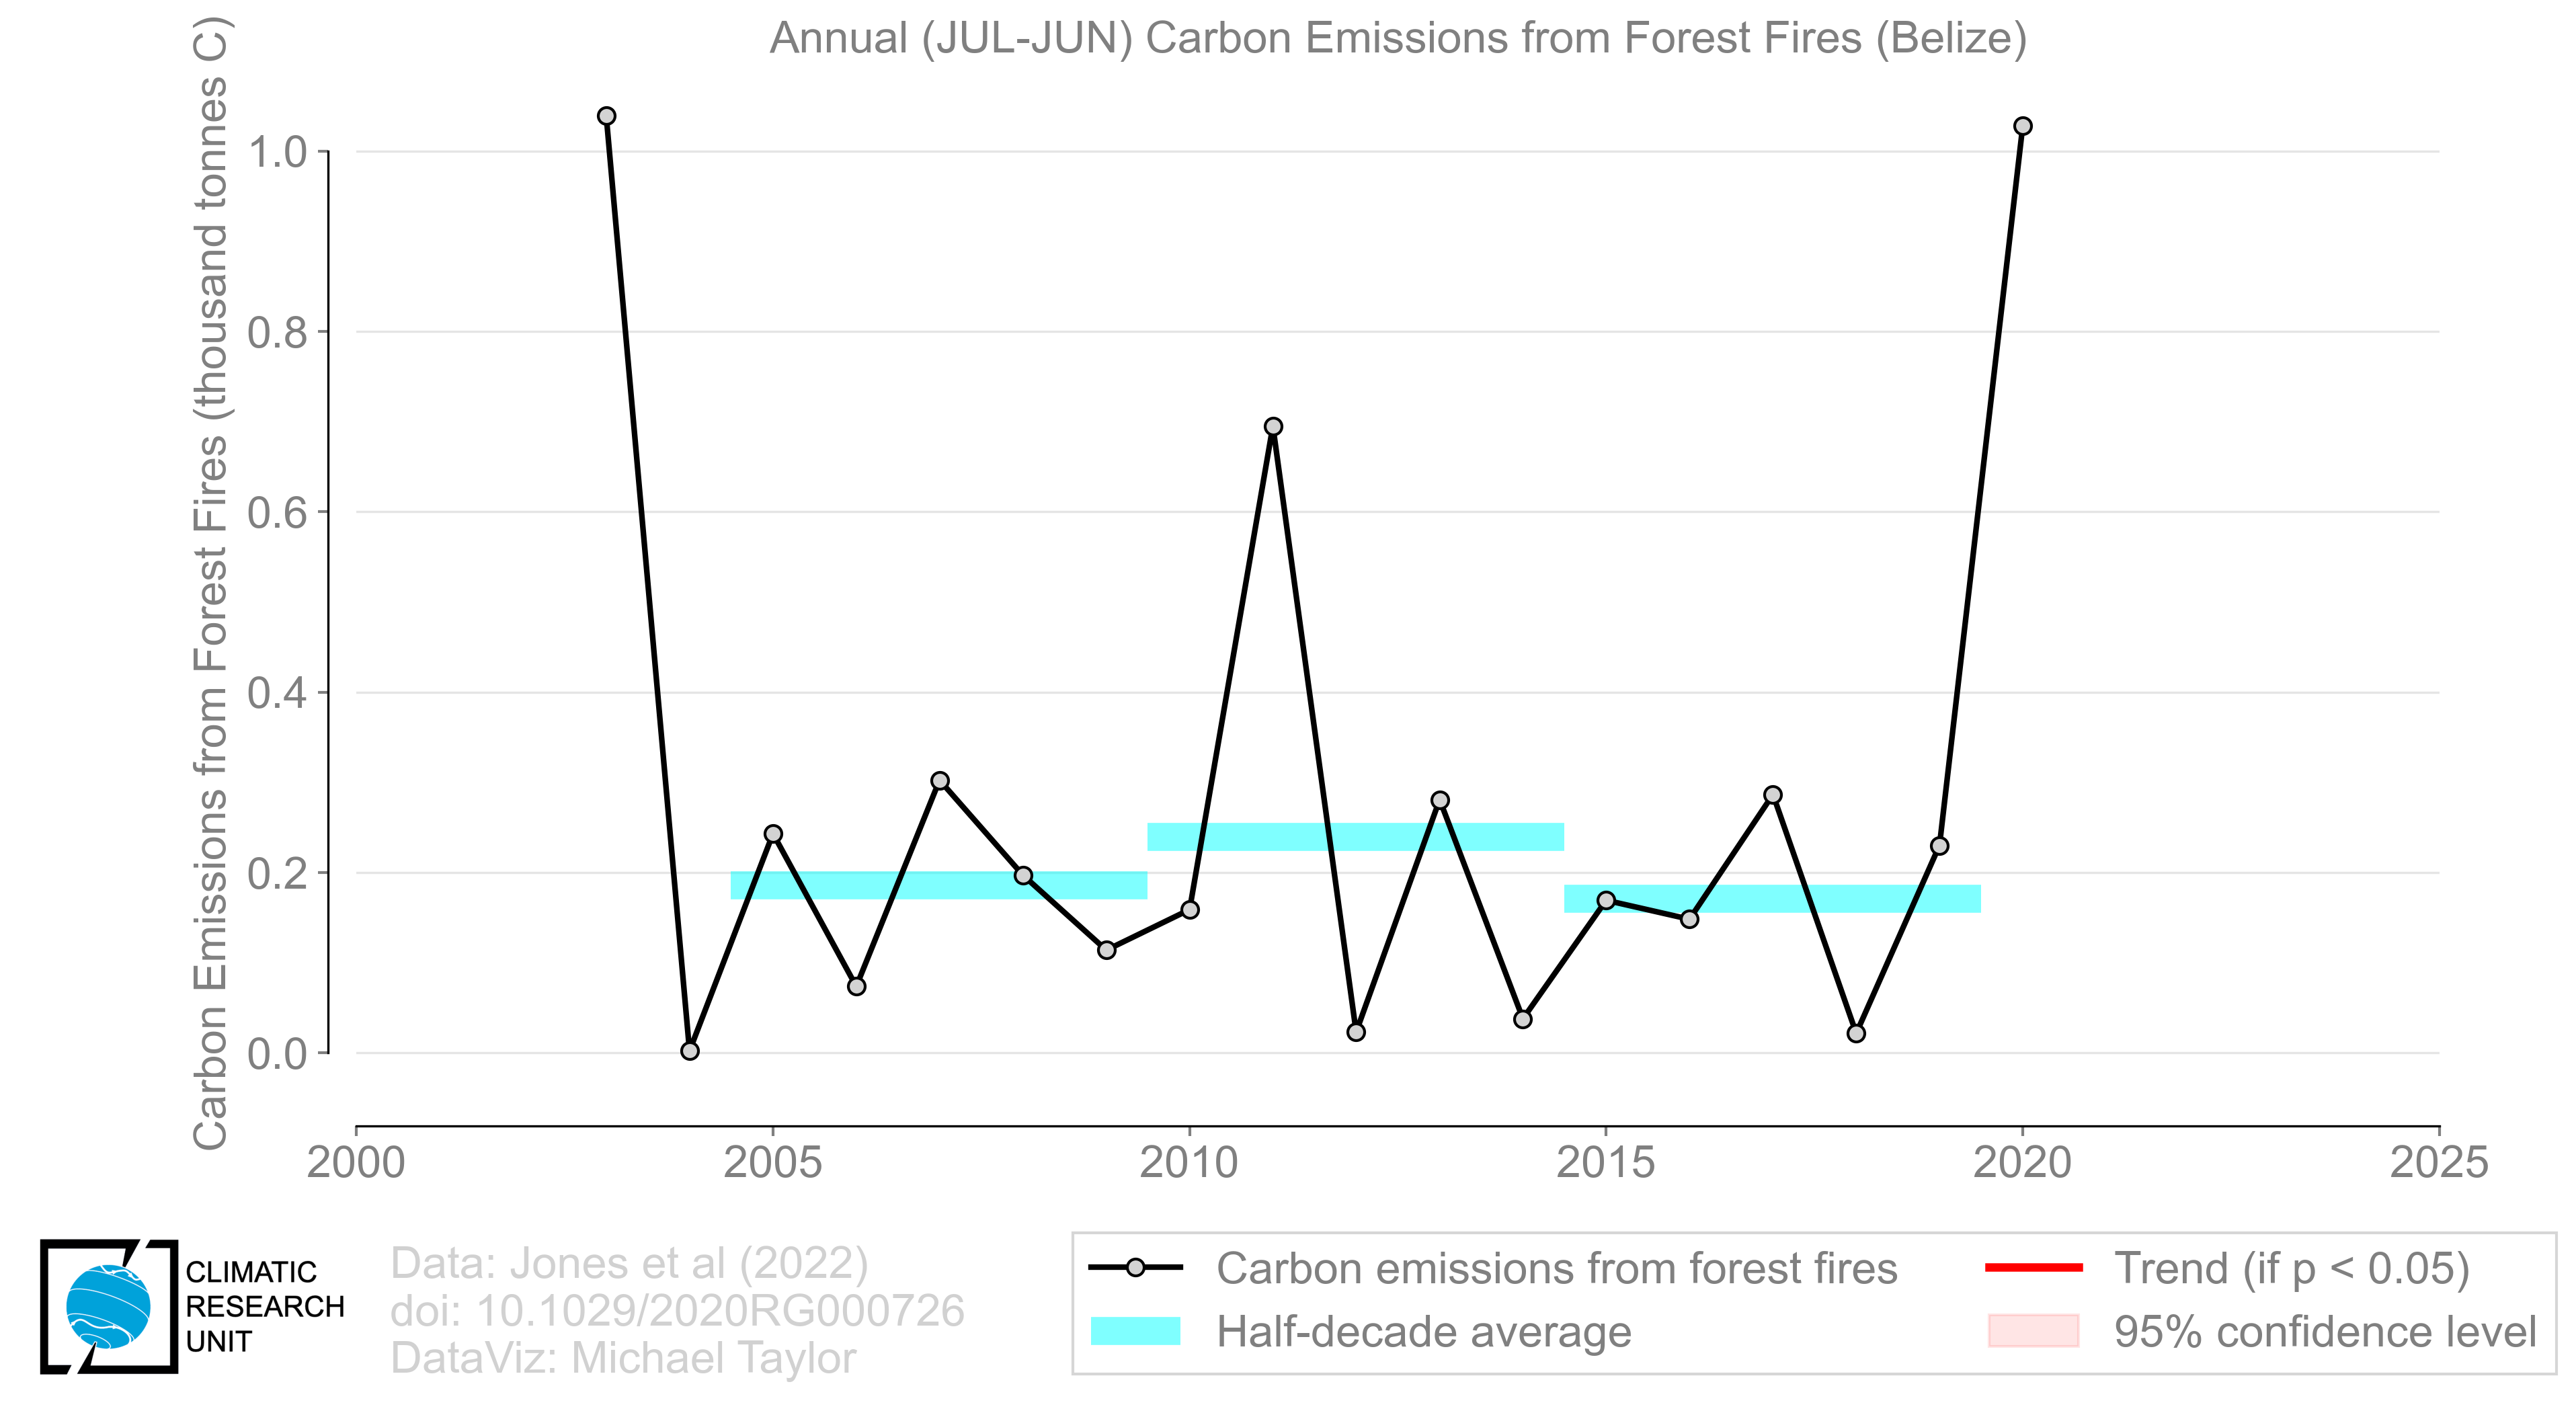 Annual (JUL-JUN) Carbon Emissions from Forest Fires (Belize)
Carbon Emissions from Forest Fires (thousand tonnes C)
1.0
0.8
0.6
0.4
0.2
0.0
2000 2005 2010 2015 2020 2025
CLIMATIC
RESEARCH
UNIT
Data: Jones et al (2022)
doi: 10.1029/2020RG000726
DataViz: Michael Taylor
Carbon emissions from forest fires
Half-decade average
Trend (if p < 0.05)
95% confidence level